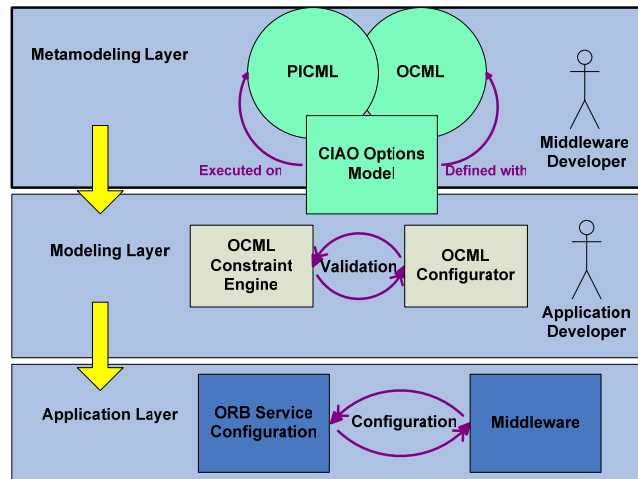 Metamodeling Layer
PICML
OCML
CIAO Options
Model
Executed on
Defined with
Middleware
Developer
Modeling Layer
OCML
Constraint
Engine
Validation
OCML
Configurator
Application
Developer
Application Layer
ORB Service
Configuration
Configuration
Middleware